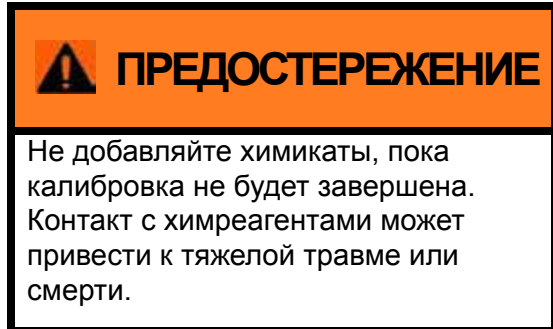 ПРЕДОСТЕРЕЖЕНИЕ
Не добавляйте химикаты, пока
калибровка не будет завершена.
Контакт с химреагентами может
привести к тяжелой травме или
смерти.